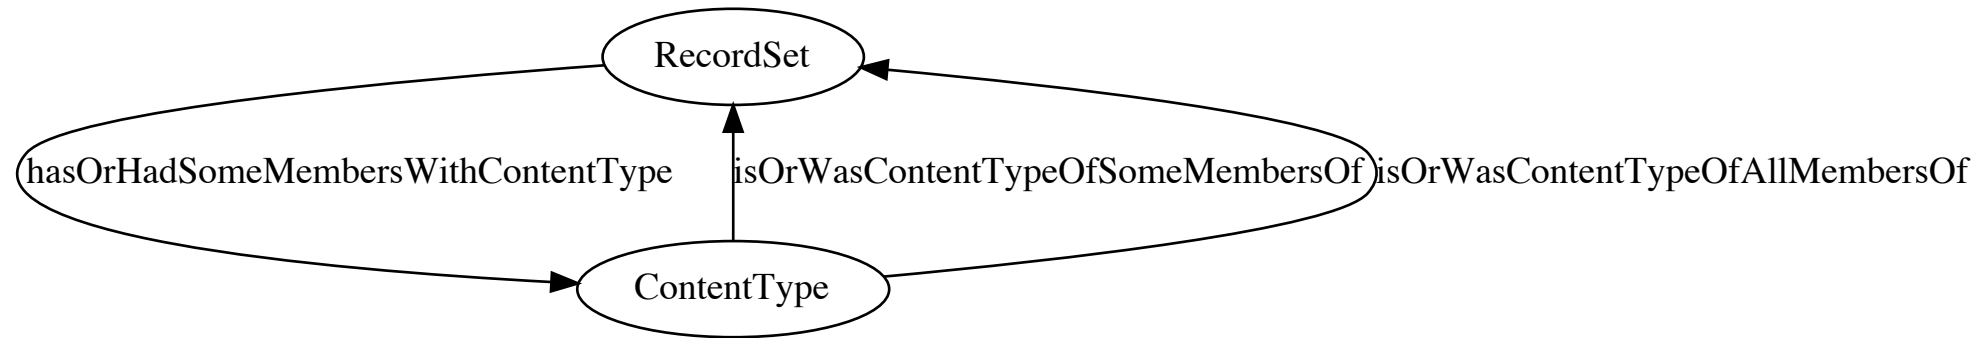 RecordSet
hasOrHadSomeMembersWithContentType
isOrWasContentTypeOfSomeMembersOf
isOrWasContentTypeOfAllMembersOf
ContentType